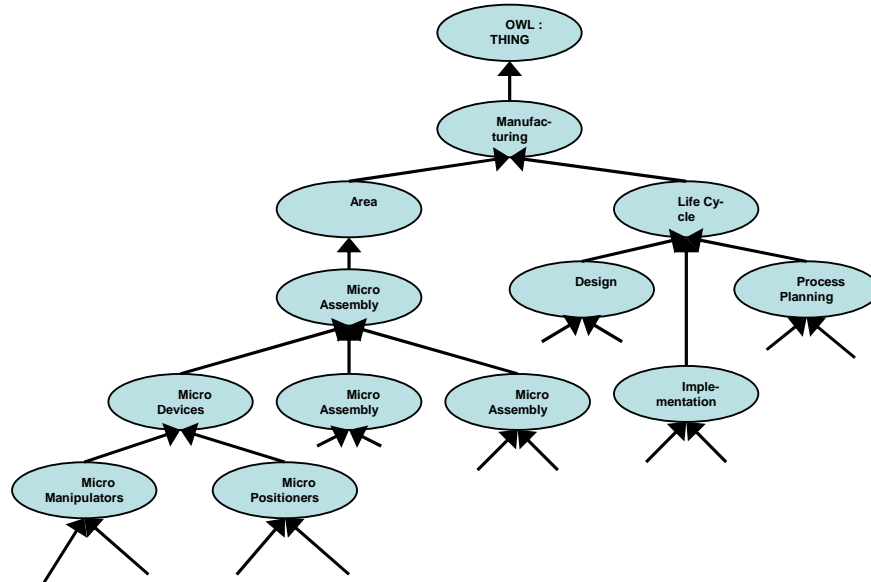 OWL :
THING
Manufac-
turing
Area
Life Cy-
cle
Micro
Assembly
Design
Process
Planning
Micro
Devices
Micro
Assembly
Micro
Assembly
Imple-
mentation
Micro
Manipulators
Micro
Positioners